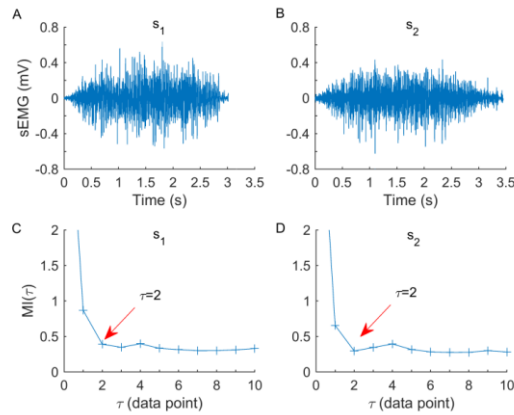 A
s1
0.8
0.4
0
-0.4
-0.8
sEMG (mV)
0 0.5 1 1.5 2 2.5 3 3.5
Time (s)
B
s2
0.8
0.4
0
-0.4
-0.8
0 0.5 1 1.5 2 2.5 3 3.5
Time (s)
C
s1
2
1.5
1
0.5
0
MI(τ)
τ=2
0 2 4 6 8 10
τ (data point)
D
s2
2
1.5
1
0.5
0
τ=2
0 2 4 6 8 10
τ (data point)